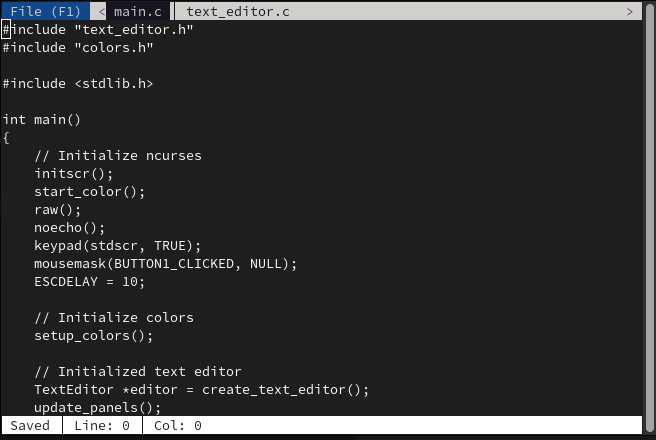 File (F1) < main.c text_editor.c >
#include "text_editor.h"
#include "colors.h"

#include <stdlib.h>

int main()
{
    // Initialize ncurses
    initscr();
    start_color();
    raw();
    noecho();
    keypad(stdscr, TRUE);
    mousemask(BUTTON1_CLICKED, NULL);
    ESCDELAY = 10;

    // Initialize colors
    setup_colors();

    // Initialized text editor
    TextEditor *editor = create_text_editor();
    update_panels();
Saved Line: 0 Col: 0